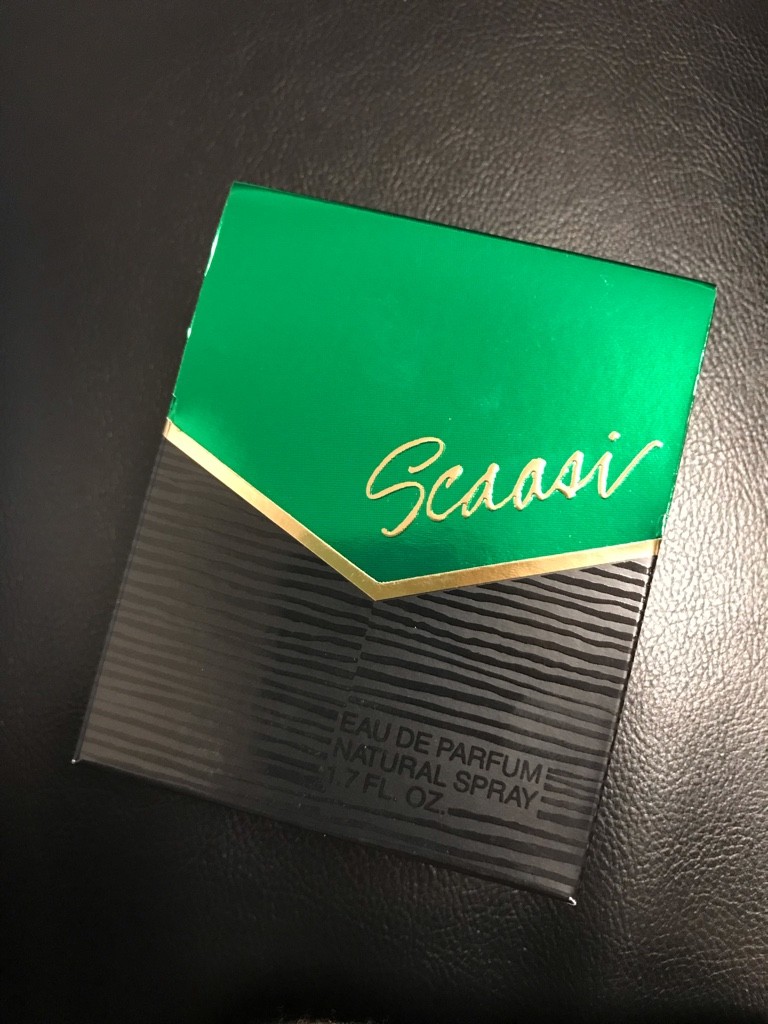 Scaasi
EAU DE PARFUM
NATURAL SPRAY
1.7 FL. OZ.